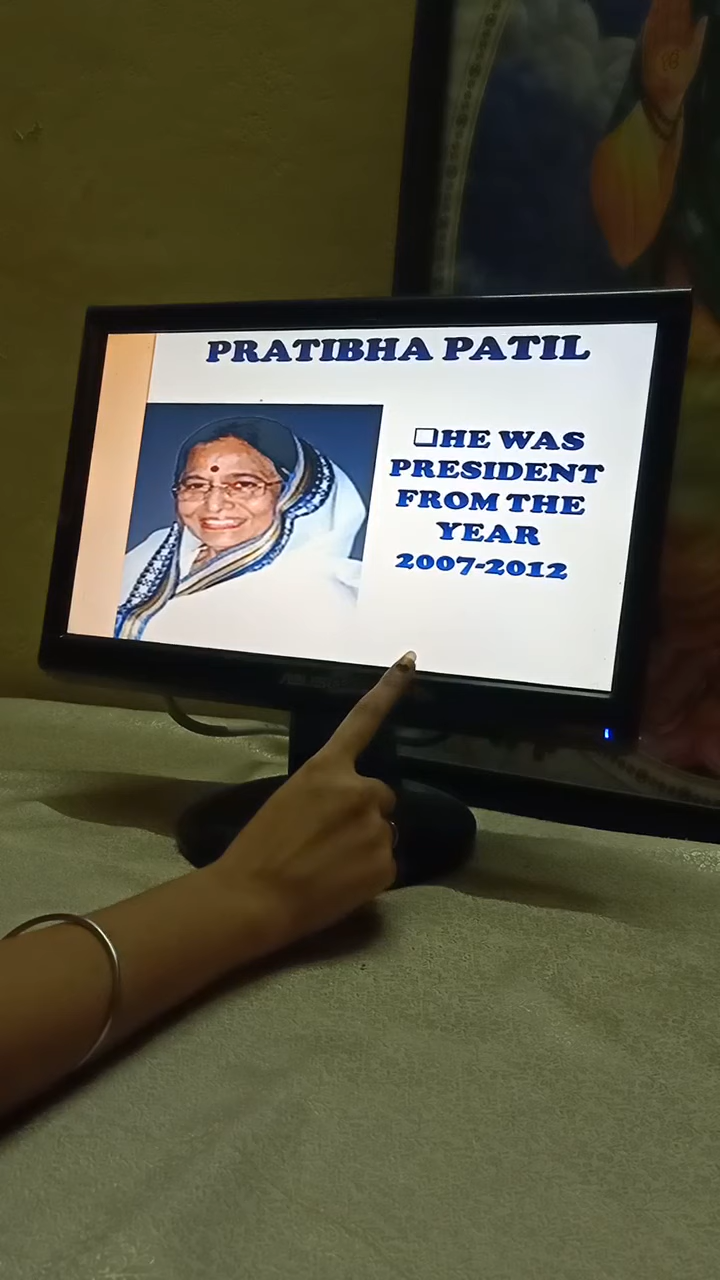 PRATIBHA PATIL
❑HE WAS
PRESIDENT
FROM THE
YEAR
2007-2012